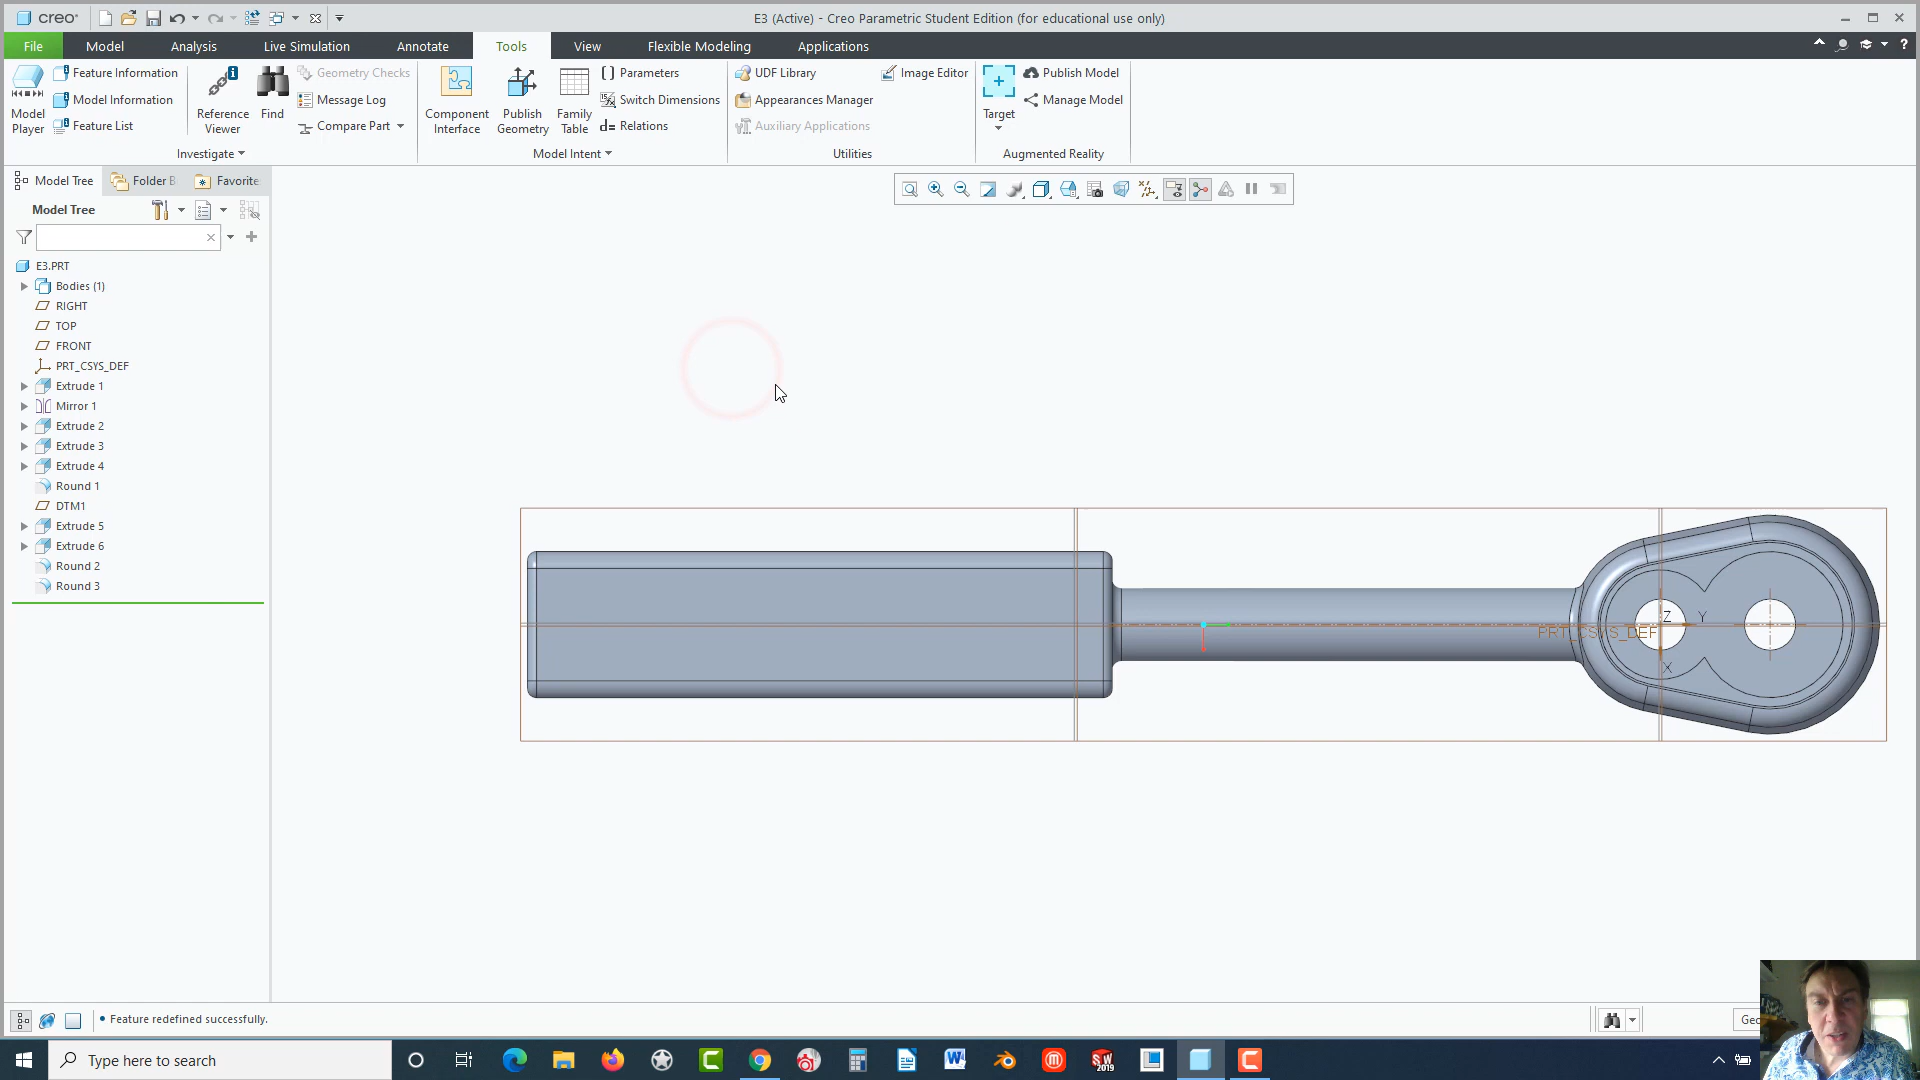 creo®
E3 (Active) - Creo Parametric Student Edition (for educational use only)
File Model Analysis Live Simulation Annotate Tools View Flexible Modeling Applications
Model Player
Feature Information
Model Information
Feature List
Reference Viewer
Find
Geometry Checks
Message Log
Compare Part
Investigate
Component Interface
Publish Geometry
Family Table
Parameters
Switch Dimensions
d= Relations
Model Intent
UDF Library
Appearances Manager
Auxiliary Applications
Image Editor
Utilities
Target
Publish Model
Manage Model
Augmented Reality
Model Tree Folder B Favorite
Model Tree
E3.PRT
Bodies (1)
RIGHT
TOP
FRONT
PRT_CSYS_DEF
Extrude 1
Mirror 1
Extrude 2
Extrude 3
Extrude 4
Round 1
DTM1
Extrude 5
Extrude 6
Round 2
Round 3
Z Y
PRT_CSYS_DEF
X
• Feature redefined successfully.
Geo
Type here to search
2019